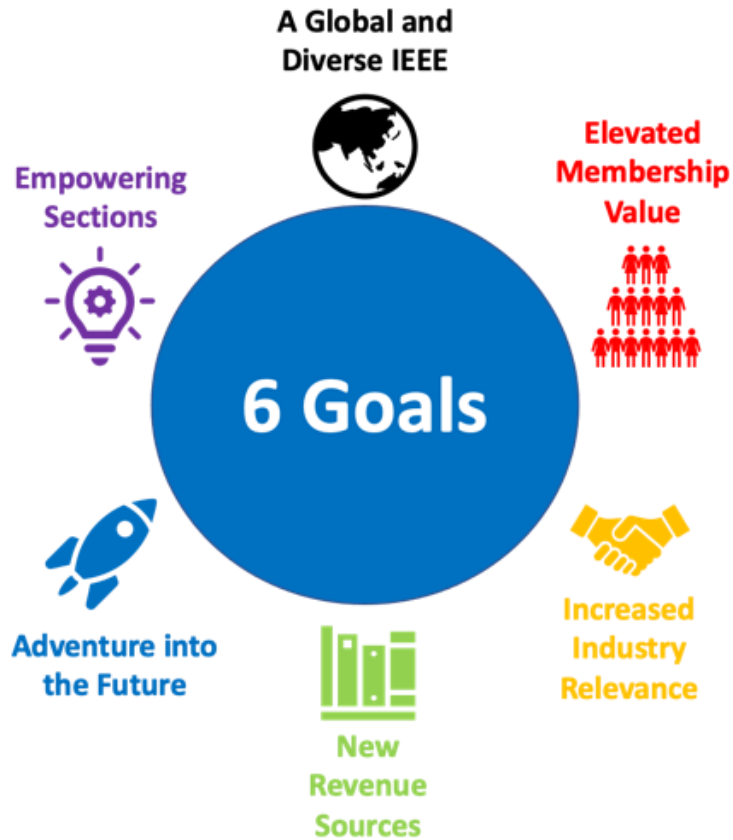 A Global and
Diverse IEEE
Elevated
Membership
Value
Empowering
Sections
6 Goals
Increased
Industry
Relevance
Adventure into
the Future
New
Revenue
Sources